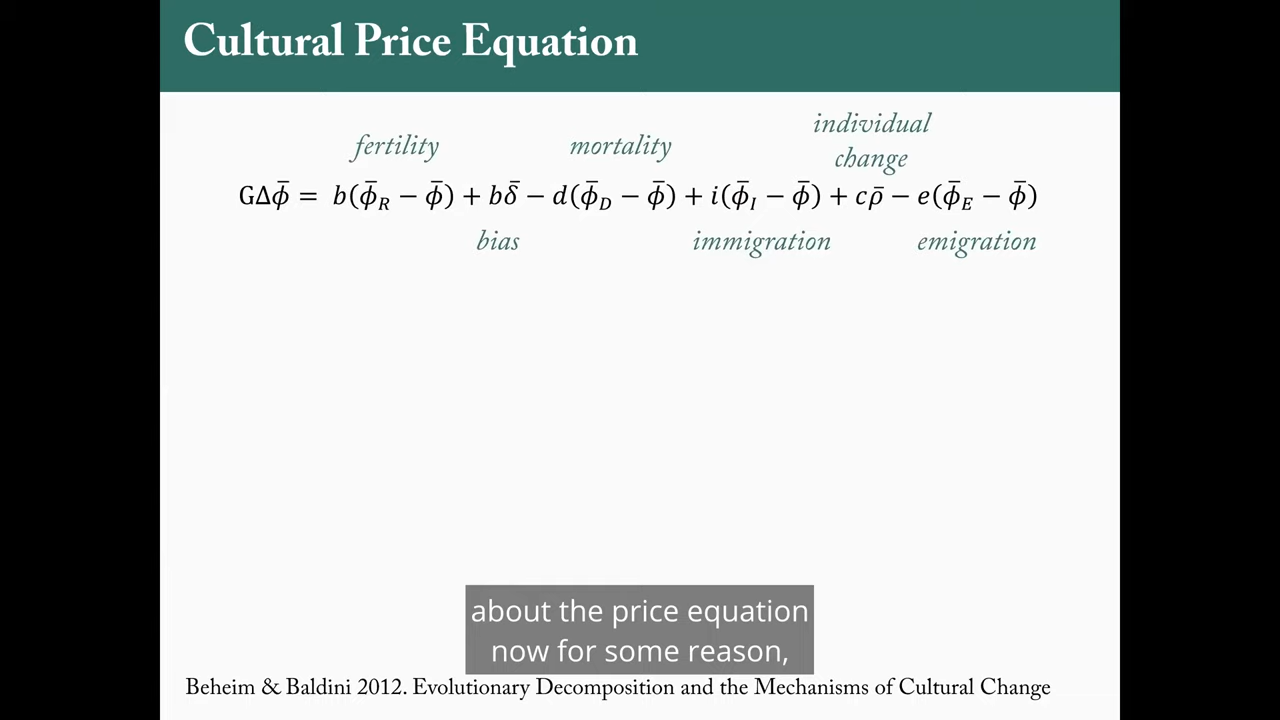 Cultural Price Equation
individual
fertility mortality change
GΔϕ̄ = b(ϕ̄_R − ϕ̄) + bδ̄ − d(ϕ̄_D − ϕ̄) + i(ϕ̄_I − ϕ̄) + cρ̄ − e(ϕ̄_E − ϕ̄)
bias immigration emigration
about the price equation
now for some reason,
Beheim & Baldini 2012. Evolutionary Decomposition and the Mechanisms of Cultural Change